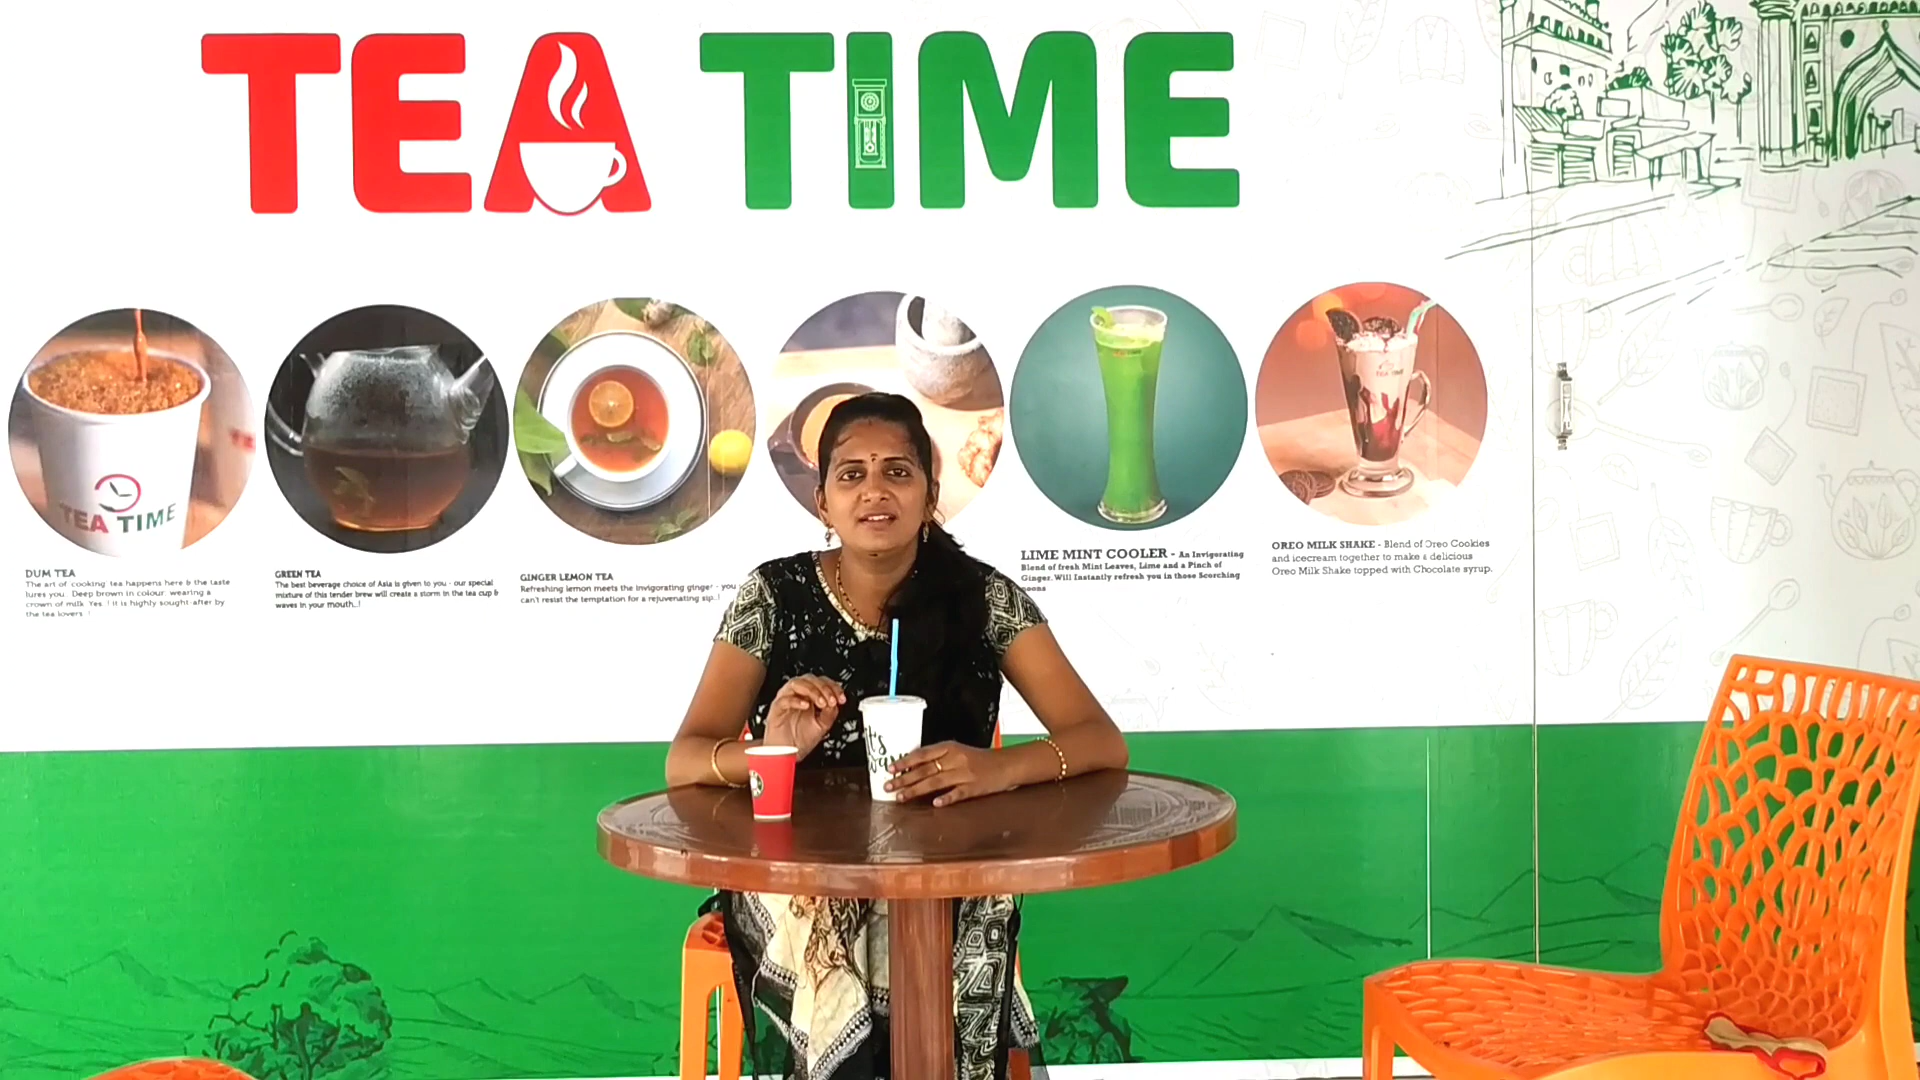 TEA TIME
TEA TIME
TEA TIME
DUM TEA
The art of 'cooking' tea happens here & the taste
lures you. Deep brown in colour, wearing a
crown of milk. Yes..! it is highly sought-after by
the tea lovers..!
GREEN TEA
The best beverage choice of Asia is given to you - our special
mixture of this tender brew will create a storm in the tea cup &
waves in your mouth..!
GINGER LEMON TEA
Refreshing lemon meets the invigorating ginger - you
can't resist the temptation for a rejuvenating sip..!
LIME MINT COOLER - An Invigorating
Blend of fresh Mint Leaves, Lime and a Pinch of
Ginger. Will Instantly refresh you in those Scorching
noons
OREO MILK SHAKE - Blend of Oreo Cookies
and icecream together to make a delicious
Oreo Milk Shake topped with Chocolate syrup.
it's